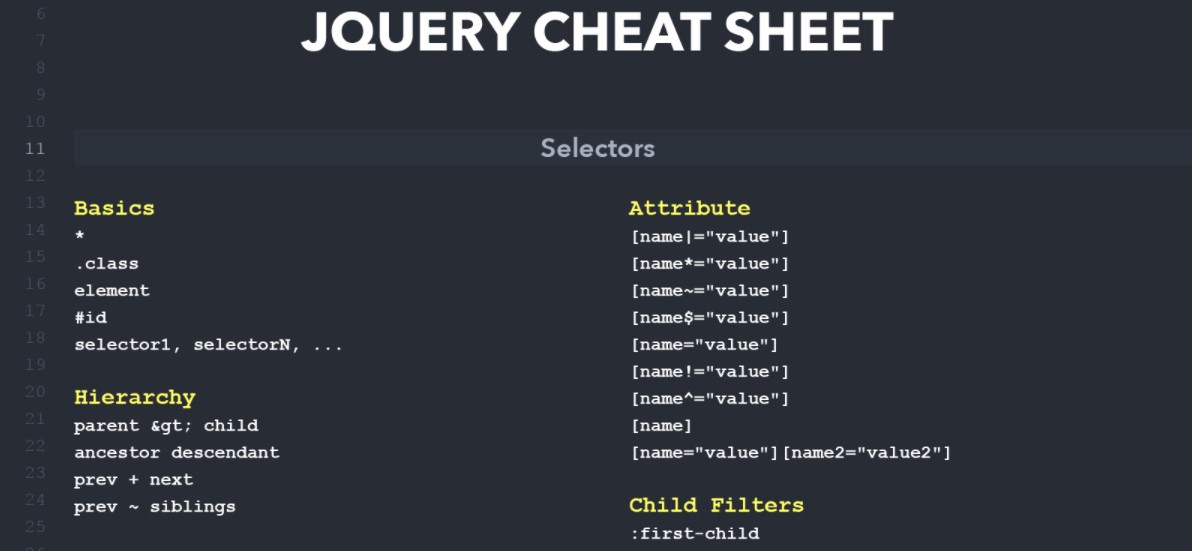 JQUERY CHEAT SHEET
Selectors
Basics
*
.class
element
#id
selector1, selectorN, ...
Hierarchy
parent &gt; child
ancestor descendant
prev + next
prev ~ siblings
Attribute
[name|="value"]
[name*="value"]
[name~="value"]
[name$="value"]
[name="value"]
[name!="value"]
[name^="value"]
[name]
[name="value"][name2="value2"]
Child Filters
:first-child
6
7
8
9
10
11
12
13
14
15
16
17
18
19
20
21
22
23
24
25